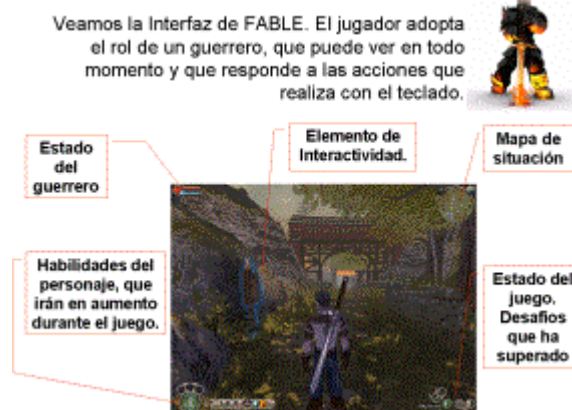 Veamos la Interfaz de FABLE. El jugador adopta
el rol de un guerrero, que puede ver en todo
momento y que responde a las acciones que
realiza con el teclado.
Estado
del
guerrero
Elemento de
Interactividad.
Mapa de
situación
Habilidades del
personaje, que
irán en aumento
durante el juego.
Estado del
juego.
Desafíos
que ha
superado